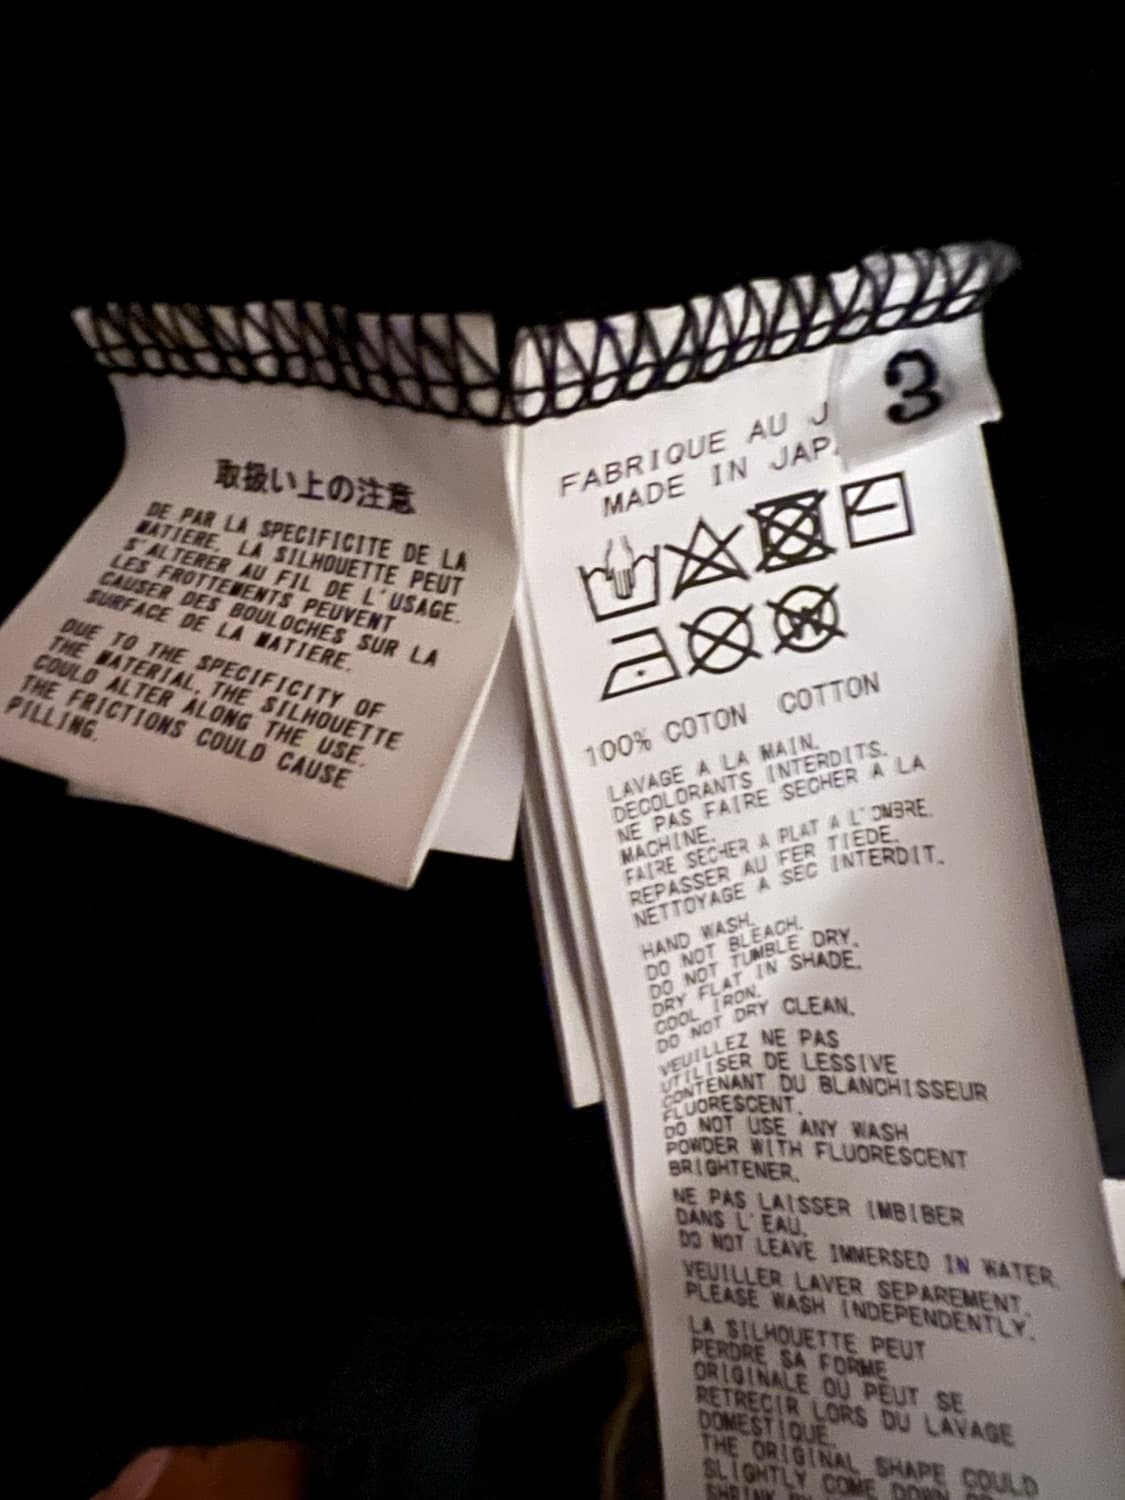 取扱い上の注意
DE PAR LA SPECIFICITE DE LA
MATIERE, LA SILHOUETTE PEUT
S'ALTERER AU FIL DE L'USAGE.
LES FROTTEMENTS PEUVENT
CAUSER DES BOULOCHES SUR LA
SURFACE DE LA MATIERE.
DUE TO THE SPECIFICITY OF
THE MATERIAL, THE SILHOUETTE
COULD ALTER ALONG THE USE.
THE FRICTIONS COULD CAUSE
PILLING.
3
FABRIQUE AU J
MADE IN JAP
100% COTON COTTON
LAVAGE A LA MAIN.
DECOLORANTS INTERDITS.
NE PAS FAIRE SECHER A LA
MACHINE.
FAIRE SECHER A PLAT A L'OMBRE.
REPASSER AU FER TIEDE.
NETTOYAGE A SEC INTERDIT.
HAND WASH.
DO NOT BLEACH.
DO NOT TUMBLE DRY.
DRY FLAT IN SHADE.
COOL IRON.
DO NOT DRY CLEAN.
VEUILLEZ NE PAS
UTILISER DE LESSIVE
CONTENANT DU BLANCHISSEUR
FLUORESCENT.
DO NOT USE ANY WASH
POWDER WITH FLUORESCENT
BRIGHTENER.
NE PAS LAISSER IMBIBER
DANS L'EAU.
DO NOT LEAVE IMMERSED IN WATER.
VEUILLER LAVER SEPAREMENT.
PLEASE WASH INDEPENDENTLY.
LA SILHOUETTE PEUT
PERDRE SA FORME
ORIGINALE OU PEUT SE
RETRECIR LORS DU LAVAGE
DOMESTIQUE.
THE ORIGINAL SHAPE COULD
SLIGHTLY COME DOWN OR
SHRINK